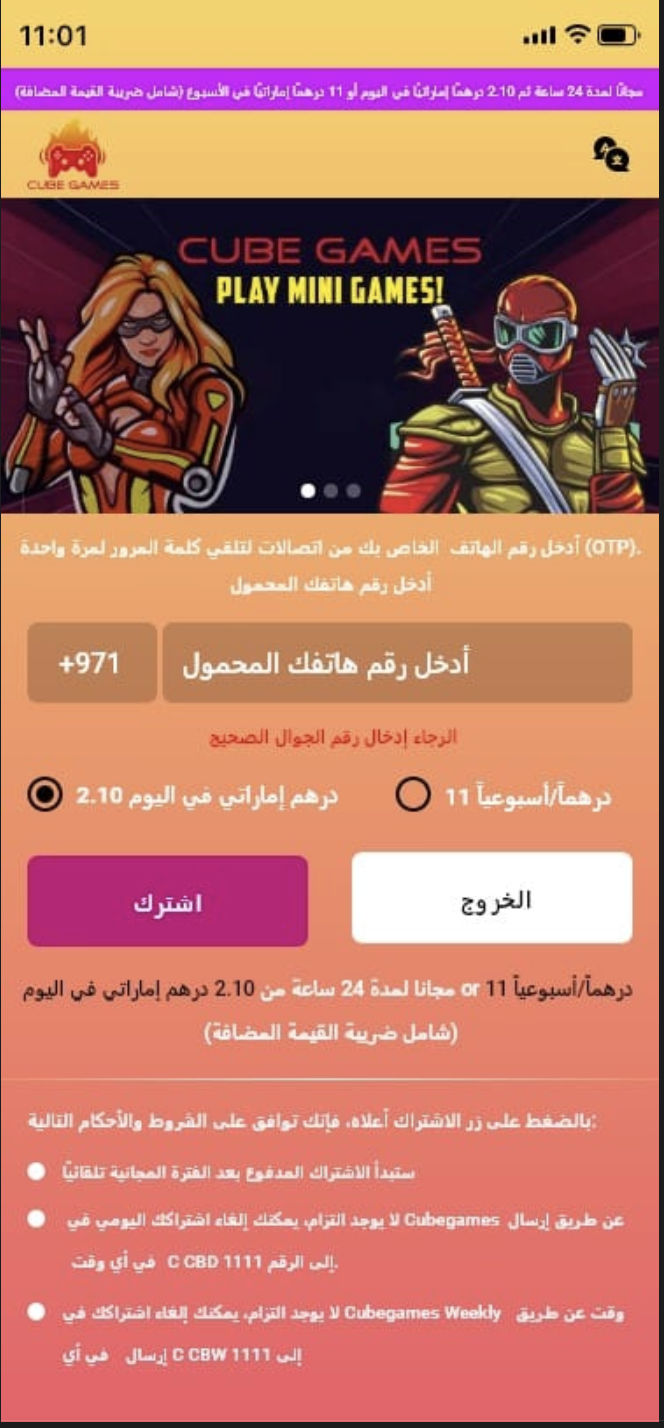 11:01
مجانًا لمدة 24 ساعة ثم 2.10 درهمًا إماراتيًا في اليوم أو 11 درهمًا إماراتيًا في الأسبوع (شامل ضريبة القيمة المضافة)
CUBE GAMES
CUBE GAMES
PLAY MINI GAMES!
أدخل رقم الهاتف الخاص بك من اتصالات لتلقي كلمة المرور لمرة واحدة (OTP).
أدخل رقم هاتفك المحمول
+971 أدخل رقم هاتفك المحمول
الرجاء إدخال رقم الجوال الصحيح
2.10 درهم إماراتي في اليوم
11 درهماً/أسبوعياً
اشترك
الخروج
درهماً/أسبوعياً 11 or مجانا لمدة 24 ساعة من 2.10 درهم إماراتي في اليوم
(شامل ضريبة القيمة المضافة)
بالضغط على زر الاشتراك أعلاه، فإنك توافق على الشروط والأحكام التالية:
ستبدأ الاشتراك المدفوع بعد الفترة المجانية تلقائيًا
عن طريق إرسال Cubegames لا يوجد التزام، يمكنك إلغاء اشتراكك اليومي في
إلى الرقم C CBD 1111 في أي وقت.
وقت عن طريق Cubegames Weekly لا يوجد التزام، يمكنك إلغاء اشتراكك في
إلى C CBW 1111 إرسال في أي